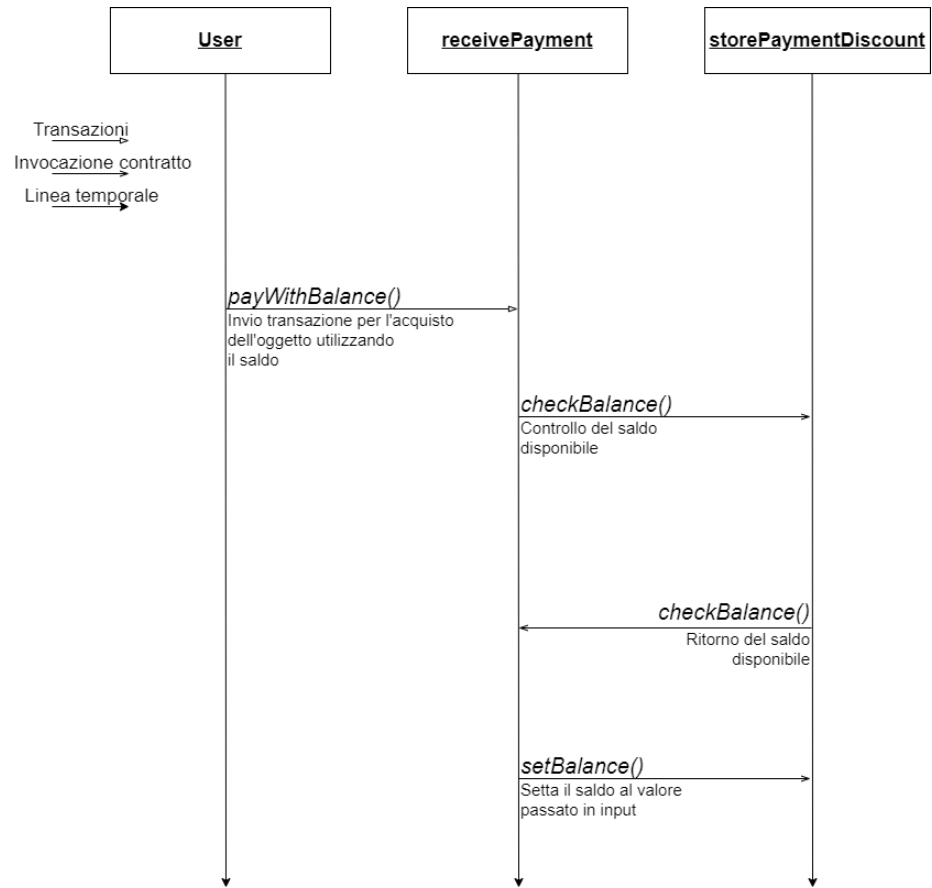 User
receivePayment
storePaymentDiscount
Transazioni
Invocazione contratto
Linea temporale
payWithBalance()
Invio transazione per l'acquisto
dell'oggetto utilizzando
il saldo
checkBalance()
Controllo del saldo
disponibile
checkBalance()
Ritorno del saldo
disponibile
setBalance()
Setta il saldo al valore
passato in input